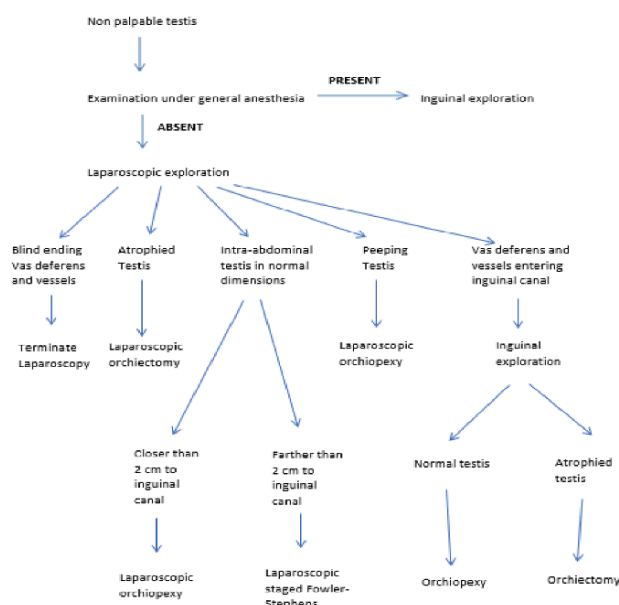 Non palpable testis
PRESENT
Examination under general anesthesia
Inguinal exploration
ABSENT
Laparoscopic exploration
Blind ending
Vas deferens
and vessels
Atrophied
Testis
Intra-abdominal
testis in normal
dimensions
Peeping
Testis
Vas deferens and
vessels entering
inguinal canal
Terminate
Laparoscopy
Laparoscopic
orchiectomy
Laparoscopic
orchiopexy
Inguinal
exploration
Closer than
2 cm to
inguinal
canal
Farther than
2 cm to
inguinal
canal
Normal testis
Atrophied
testis
Laparoscopic
orchiopexy
Laparoscopic
staged Fowler-
Stephens
Orchiopexy
Orchiectomy